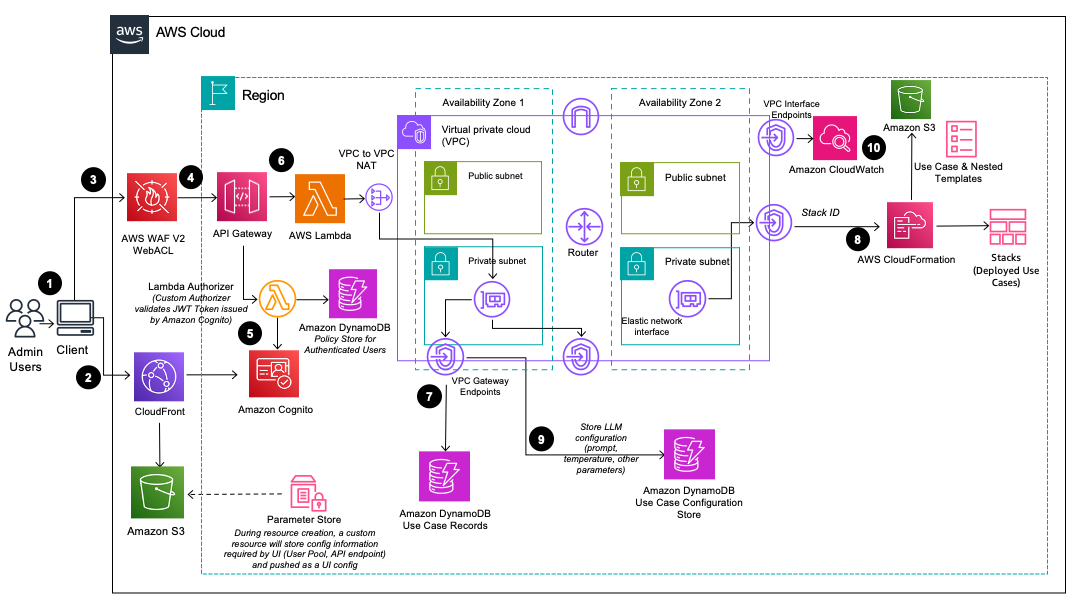 aws
AWS Cloud
Region
Availability Zone 1
Availability Zone 2
VPC Interface
Endpoints
Amazon S3
Virtual private cloud
(VPC)
VPC to VPC
NAT
Public subnet
Public subnet
Amazon CloudWatch
10
Use Case & Nested
Templates
6
4
3
AWS WAF V2
WebACL
API Gateway
AWS Lambda
Stack ID
8
AWS CloudFormation
Stacks
(Deployed Use
Cases)
Router
Private subnet
Private subnet
Elastic network
interface
1
Admin
Users
Client
Lambda Authorizer
(Custom Authorizer
validates JWT Token issued
by Amazon Cognito)
5
Amazon DynamoDB
Policy Store for
Authenticated Users
2
CloudFront
Amazon Cognito
VPC Gateway
Endpoints
7
9
Store LLM
configuration
(prompt,
temperature, other
parameters)
Amazon DynamoDB
Use Case Records
Amazon DynamoDB
Use Case Configuration
Store
Amazon S3
Parameter Store
During resource creation, a custom
resource will store config information
required by UI (User Pool, API endpoint)
and pushed as a UI config